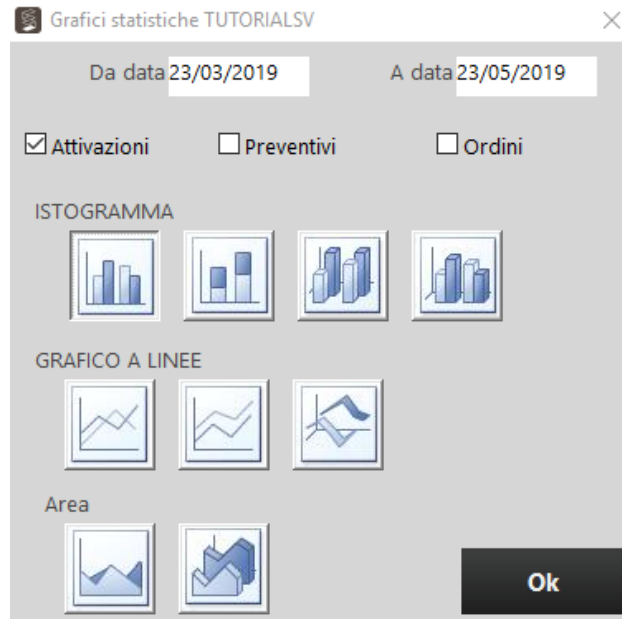 Grafici statistiche TUTORIALSV
Da data 23/03/2019 A data 23/05/2019
Attivazioni Preventivi Ordini
ISTOGRAMMA
GRAFICO A LINEE
Area
Ok